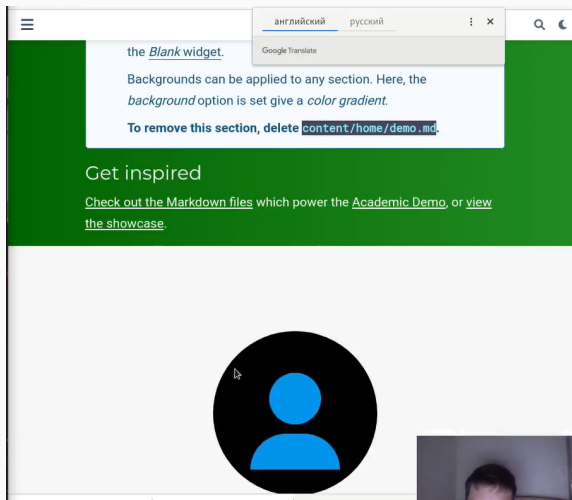 английский русский
Google Translate
the Blank widget.
Backgrounds can be applied to any section. Here, the
background option is set give a color gradient.
To remove this section, delete content/home/demo.md.
Get inspired
Check out the Markdown files which power the Academic Demo, or view
the showcase.